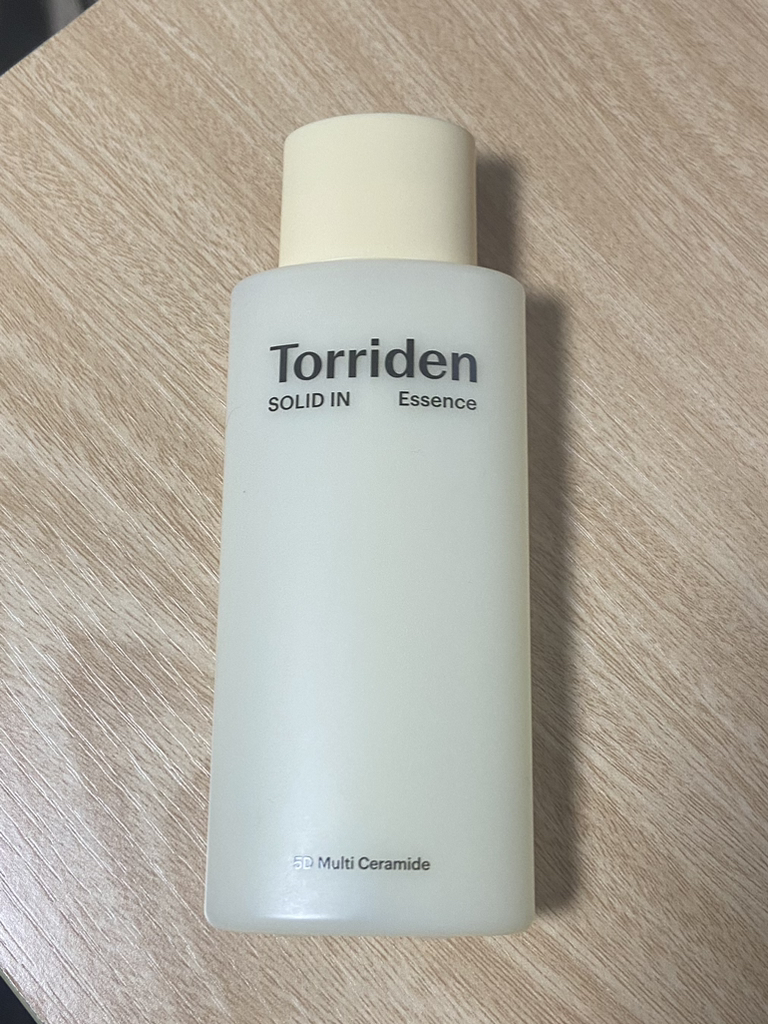 Torriden
SOLID IN Essence
5D Multi Ceramide